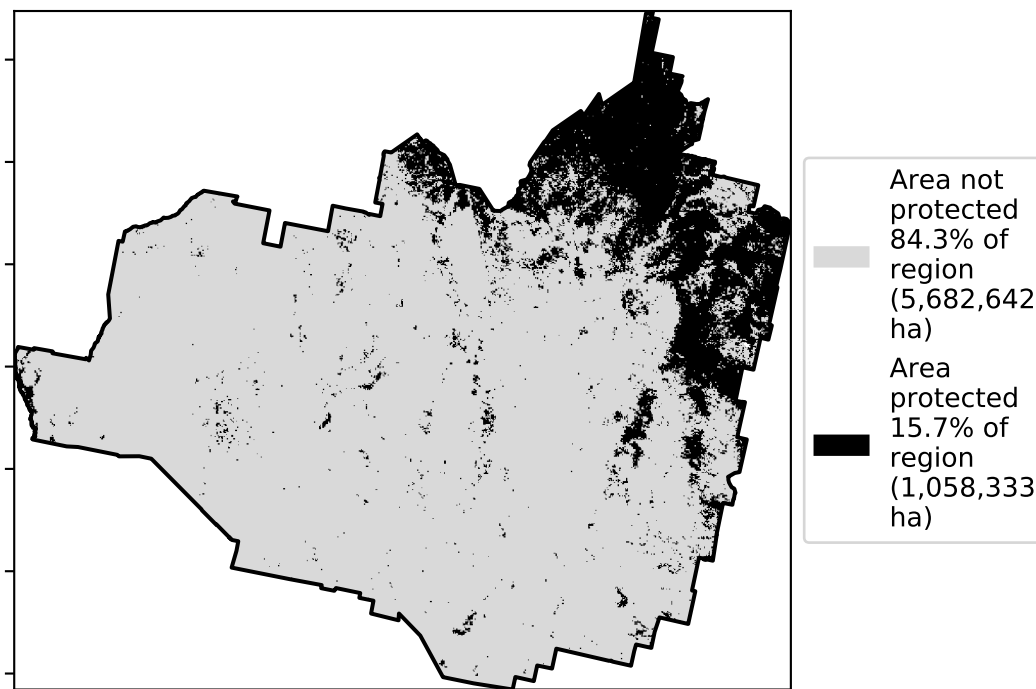 Area not
protected
84.3% of
region
(5,682,642
ha)
Area
protected
15.7% of
region
(1,058,333
ha)